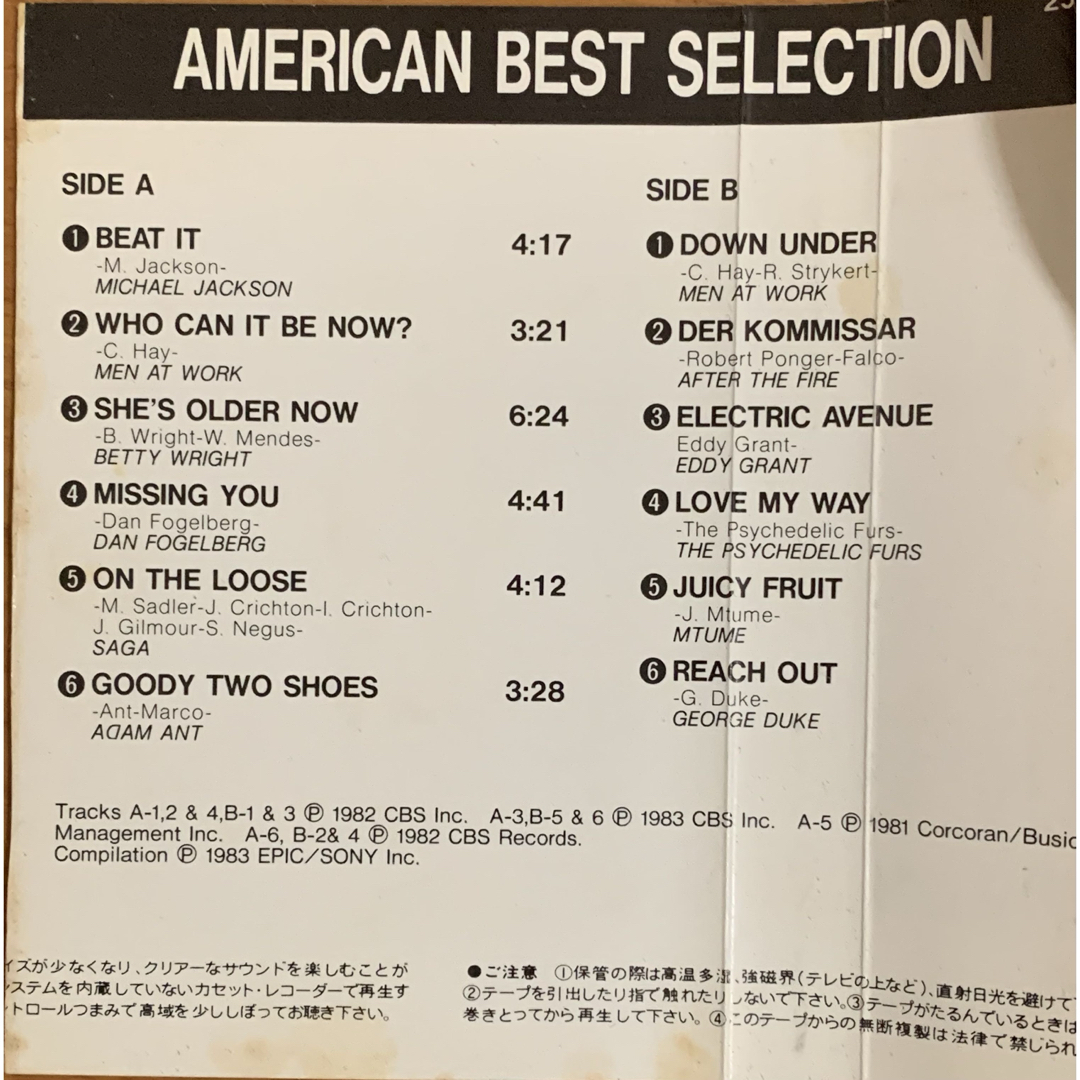 AMERICAN BEST SELECTION
SIDE A
❶ BEAT IT 4:17
-M. Jackson-
MICHAEL JACKSON
❷ WHO CAN IT BE NOW? 3:21
-C. Hay-
MEN AT WORK
❸ SHE'S OLDER NOW 6:24
-B. Wright-W. Mendes-
BETTY WRIGHT
❹ MISSING YOU 4:41
-Dan Fogelberg-
DAN FOGELBERG
❺ ON THE LOOSE 4:12
-M. Sadler-J. Crichton-I. Crichton-
J. Gilmour-S. Negus-
SAGA
❻ GOODY TWO SHOES 3:28
-Ant-Marco-
ADAM ANT
SIDE B
❶ DOWN UNDER
-C. Hay-R. Strykert-
MEN AT WORK
❷ DER KOMMISSAR
-Robert Ponger-Falco-
AFTER THE FIRE
❸ ELECTRIC AVENUE
Eddy Grant-
EDDY GRANT
❹ LOVE MY WAY
-The Psychedelic Furs-
THE PSYCHEDELIC FURS
❺ JUICY FRUIT
-J. Mtume-
MTUME
❻ REACH OUT
-G. Duke-
GEORGE DUKE
Tracks A-1,2 & 4,B-1 & 3 Ⓟ 1982 CBS Inc. A-3,B-5 & 6 Ⓟ 1983 CBS Inc. A-5 Ⓟ 1981 Corcoran/Busic
Management Inc. A-6, B-2& 4 Ⓟ 1982 CBS Records.
Compilation Ⓟ 1983 EPIC/SONY Inc.
イズが少なくなり、クリアーなサウンドを楽しむことが
ステムを内蔵していないカセット・レコーダーで再生す
トロールつまみで高域を少ししぼってお聴き下さい。
●ご注意 ①保管の際は高温多湿、強磁界(テレビの上など)、直射日光を避けて
②テープを引出したり指で触れたりしないで下さい。③テープがたるんでいるときは
巻きとってから再生して下さい。④このテープからの無断複製は法律で禁じられ